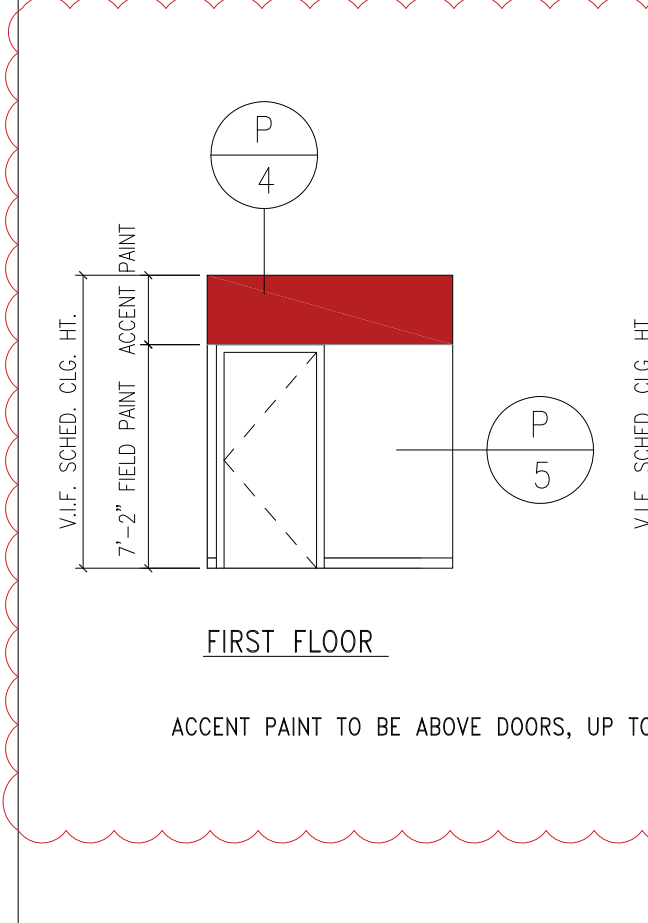 P
4
ACCENT PAINT
V.I.F. SCHED. CLG. HT.
7'-2" FIELD PAINT
P
5
V.I.F. SCHED. CLG. HT.
FIRST FLOOR
ACCENT PAINT TO BE ABOVE DOORS, UP TO